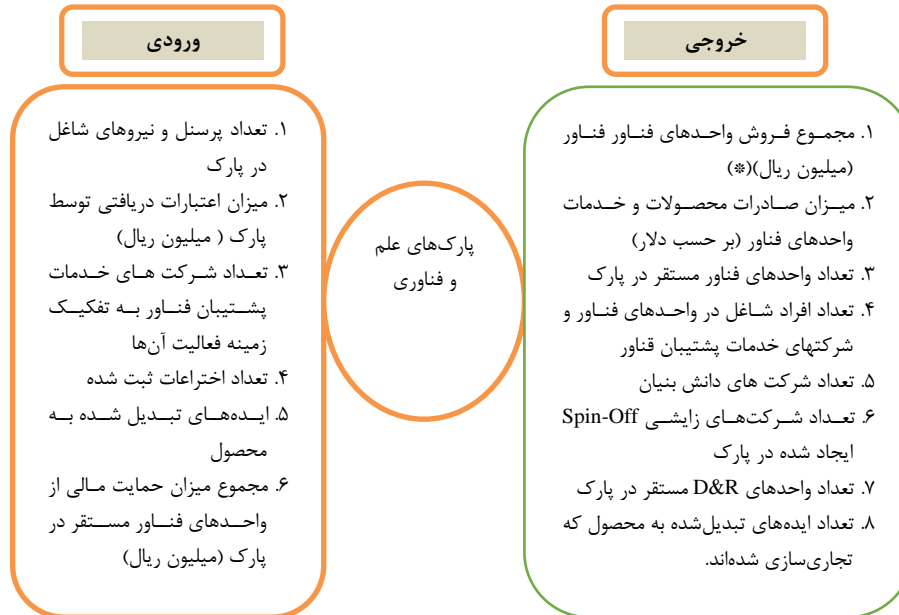 خروجی
۱. مجموع فروش واحدهای فناور فناور
(میلیون ریال)(*)
۲. میزان صادرات محصولات و خدمات
واحدهای فناور (بر حسب دلار)
۳. تعداد واحدهای فناور مستقر در پارک
۴. تعداد افراد شاغل در واحدهای فناور و
شرکتهای خدمات پشتیبان قناور
۵. تعداد شرکت های دانش بنیان
۶. تعداد شرکت‌های زایشی Spin-Off
ایجاد شده در پارک
۷. تعداد واحدهای D&R مستقر در پارک
۸. تعداد ایده‌های تبدیل‌شده به محصول که
تجاری‌سازی شده‌اند.
پارک‌های علم
و فناوری
ورودی
۱. تعداد پرسنل و نیروهای شاغل
در پارک
۲. میزان اعتبارات دریافتی توسط
پارک ( میلیون ریال)
۳. تعداد شرکت های خدمات
پشتیبان فناور به تفکیک
زمینه فعالیت آن‌ها
۴. تعداد اختراعات ثبت شده
۵. ایده‌های تبدیل شده به
محصول
۶. مجموع میزان حمایت مالی از
واحدهای فناور مستقر در
پارک (میلیون ریال)